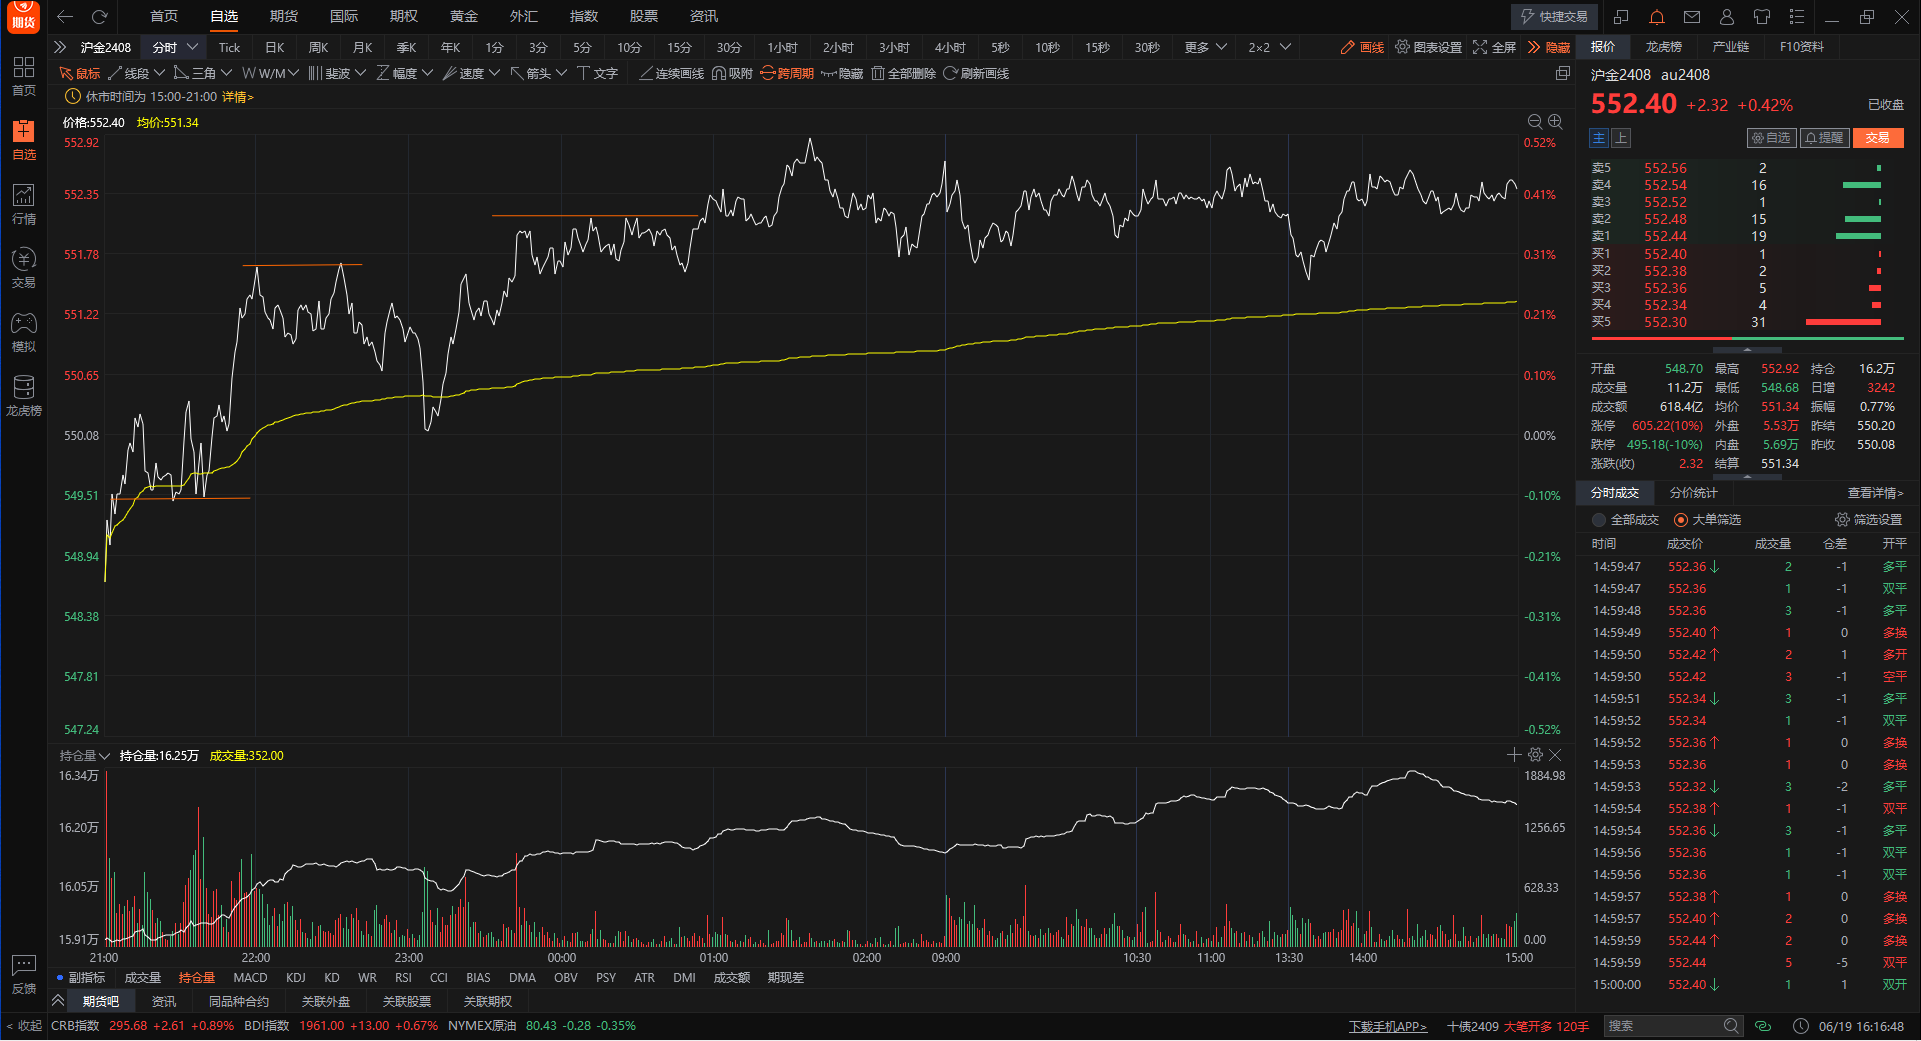 期货
首页 自选 期货 国际 期权 黄金 外汇 指数 股票 资讯 快捷交易
沪金2408 分时 Tick 日K 周K 月K 季K 年K 1分 3分 5分 10分 15分 30分 1小时 2小时 3小时 4小时 5秒 10秒 15秒 30秒 更多 2×2 画线 图表设置 全屏 隐藏
鼠标 线段 三角 W/M 斐波 幅度 速度 箭头 文字 连续画线 吸附 跨周期 隐藏 全部删除 刷新画线
休市时间为 15:00-21:00 详情>
价格:552.40 均价:551.34
552.92 0.52%
552.35 0.41%
551.78 0.31%
551.22 0.21%
550.65 0.10%
550.08 0.00%
549.51 -0.10%
548.94 -0.21%
548.38 -0.31%
547.81 -0.41%
547.24 -0.52%
持仓量 持仓量:16.25万 成交量:352.00
16.34万 1884.98
16.20万 1256.65
16.05万 628.33
15.91万 0.00
21:00 22:00 23:00 00:00 01:00 02:00 09:00 10:30 11:00 13:30 14:00 15:00
副指标 成交量 持仓量 MACD KDJ KD WR RSI CCI BIAS DMA OBV PSY ATR DMI 成交额 期现差
期货吧 资讯 同品种合约 关联外盘 关联股票 关联期权
首页
自选
行情
交易
模拟
龙虎榜
反馈
报价 龙虎榜 产业链 F10资料
沪金2408 au2408
552.40 +2.32 +0.42% 已收盘
主 上 自选 提醒 交易
卖5 552.56 2
卖4 552.54 16
卖3 552.52 1
卖2 552.48 15
卖1 552.44 19
买1 552.40 1
买2 552.38 2
买3 552.36 5
买4 552.34 4
买5 552.30 31
开盘 548.70 最高 552.92 持仓 16.2万
成交量 11.2万 最低 548.68 日增 3242
成交额 618.4亿 均价 551.34 振幅 0.77%
涨停 605.22(10%) 外盘 5.53万 昨结 550.20
跌停 495.18(-10%) 内盘 5.69万 昨收 550.08
涨跌(收) 2.32 结算 551.34
分时成交 分价统计 查看详情>
全部成交 大单筛选 筛选设置
时间 成交价 成交量 仓差 开平
14:59:47 552.36↓ 2 -1 多平
14:59:47 552.36 1 -1 双平
14:59:48 552.36 3 -1 多平
14:59:49 552.40↑ 1 0 多换
14:59:50 552.42↑ 2 1 多开
14:59:50 552.42 3 -1 空平
14:59:51 552.34↓ 3 -1 多平
14:59:52 552.34 1 -1 双平
14:59:52 552.36↑ 1 0 多换
14:59:53 552.36 1 0 多换
14:59:53 552.32↓ 3 -2 多平
14:59:54 552.38↑ 1 -1 双平
14:59:54 552.36↓ 3 -1 多平
14:59:56 552.36 1 -1 双平
14:59:56 552.36 1 -1 双平
14:59:57 552.38↑ 1 0 多换
14:59:57 552.40↑ 2 0 多换
14:59:59 552.44↑ 2 0 多换
14:59:59 552.44 5 -5 双平
15:00:00 552.40↓ 1 1 双开
< 收起 CRB指数 295.68 +2.61 +0.89% BDI指数 1961.00 +13.00 +0.67% NYMEX原油 80.43 -0.28 -0.35% 下载手机APP> 十债2409 大笔开多 120手 搜索 06/19 16:16:48